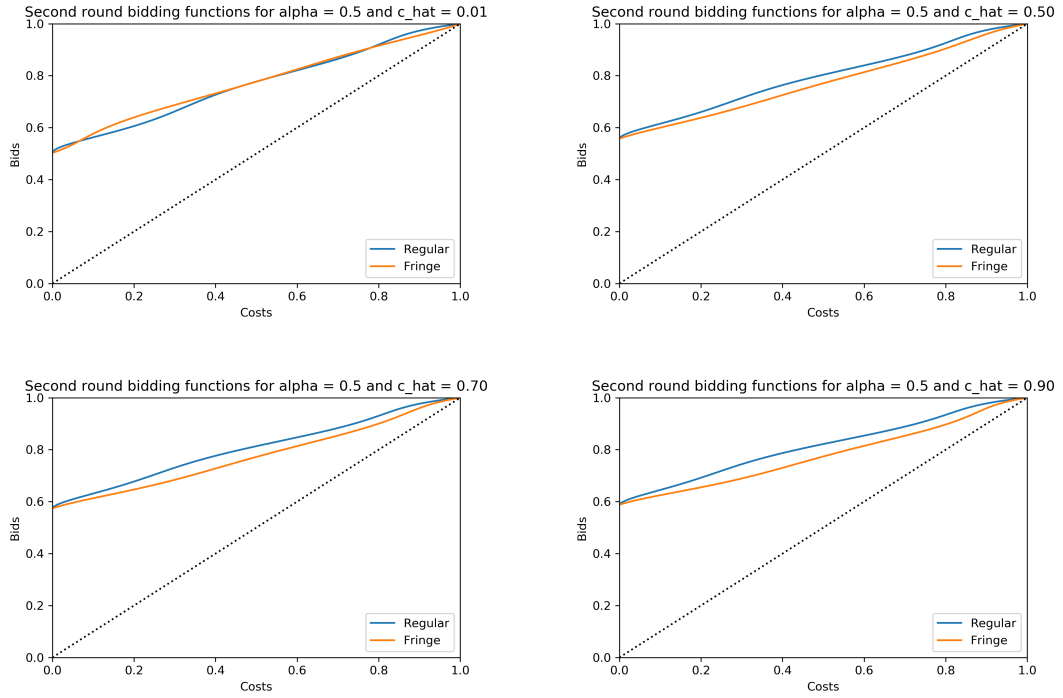 Second round bidding functions for alpha = 0.5 and c_hat = 0.01
1.0
0.8
0.6
0.4
0.2
0.0
Bids
Regular
Fringe
0.0 0.2 0.4 0.6 0.8 1.0
Costs
Second round bidding functions for alpha = 0.5 and c_hat = 0.50
1.0
0.8
0.6
0.4
0.2
0.0
Bids
Regular
Fringe
0.0 0.2 0.4 0.6 0.8 1.0
Costs
Second round bidding functions for alpha = 0.5 and c_hat = 0.70
1.0
0.8
0.6
0.4
0.2
0.0
Bids
Regular
Fringe
0.0 0.2 0.4 0.6 0.8 1.0
Costs
Second round bidding functions for alpha = 0.5 and c_hat = 0.90
1.0
0.8
0.6
0.4
0.2
0.0
Bids
Regular
Fringe
0.0 0.2 0.4 0.6 0.8 1.0
Costs